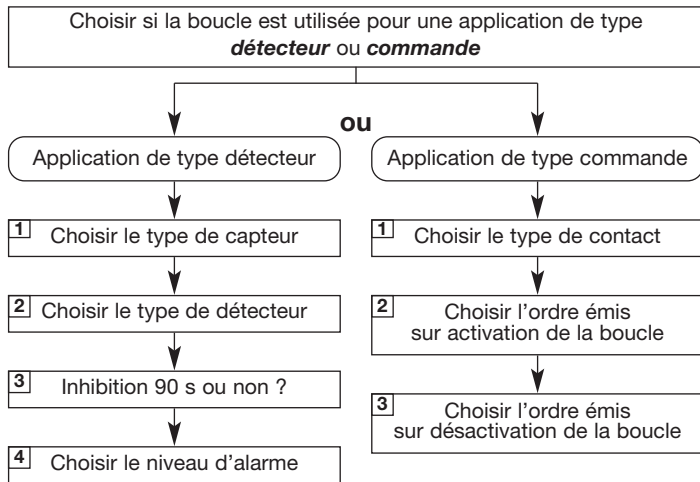 Choisir si la boucle est utilisée pour une application de type
détecteur ou commande
ou
Application de type détecteur
1 Choisir le type de capteur
2 Choisir le type de détecteur
3 Inhibition 90 s ou non ?
4 Choisir le niveau d'alarme
Application de type commande
1 Choisir le type de contact
2 Choisir l'ordre émis
sur activation de la boucle
3 Choisir l'ordre émis
sur désactivation de la boucle